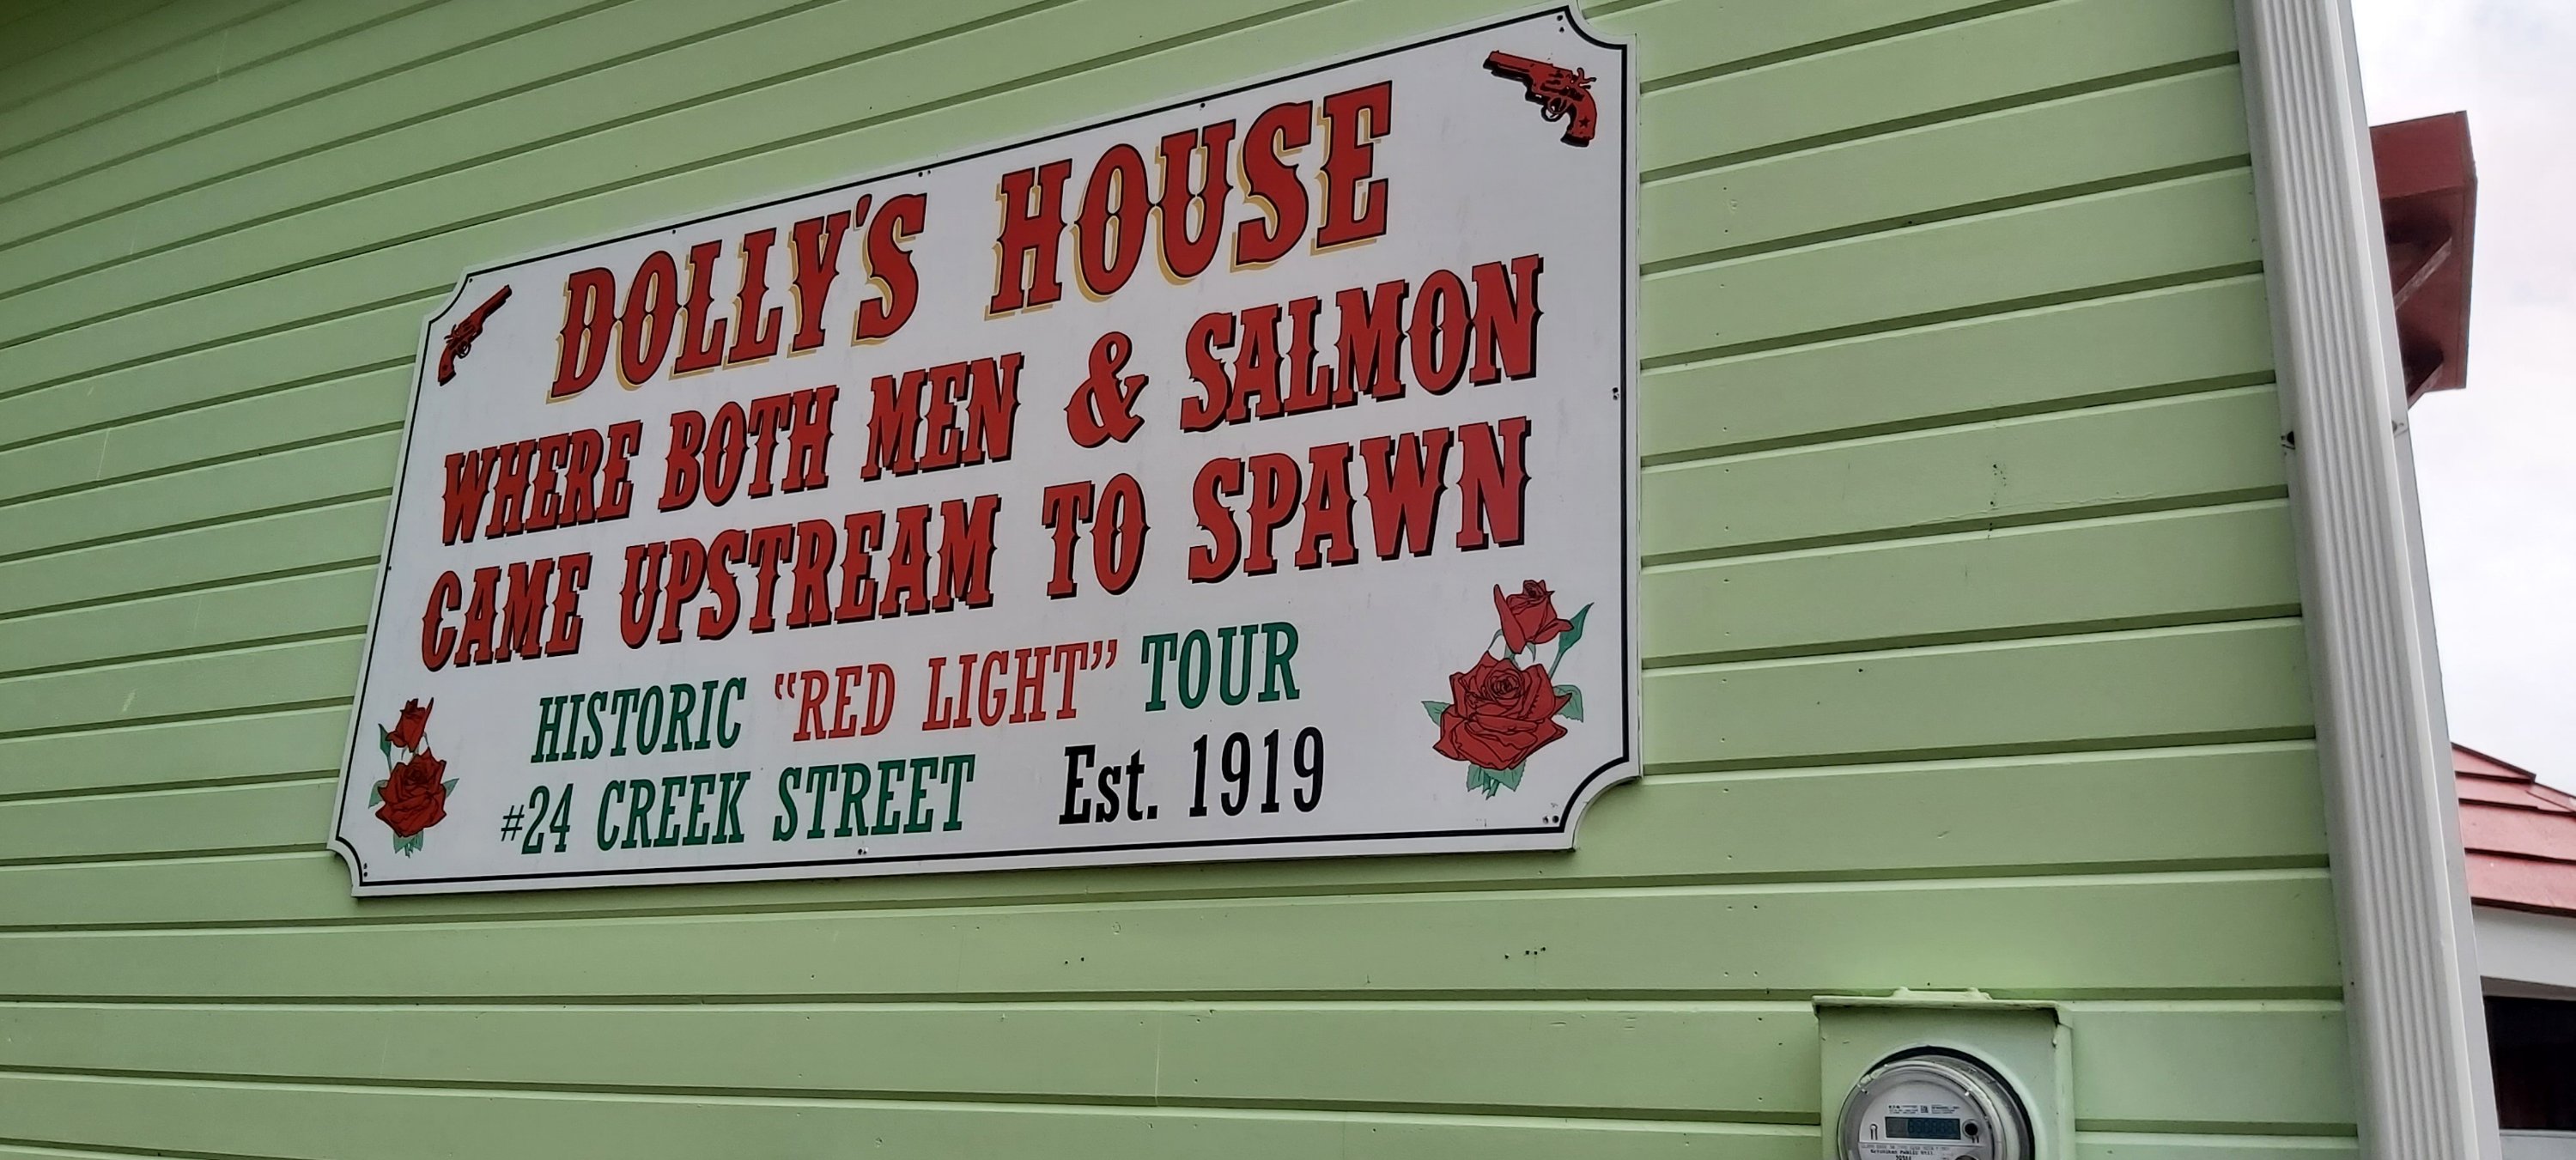 DOLLY'S HOUSE
WHERE BOTH MEN & SALMON
CAME UPSTREAM TO SPAWN
HISTORIC "RED LIGHT" TOUR
#24 CREEK STREET Est. 1919